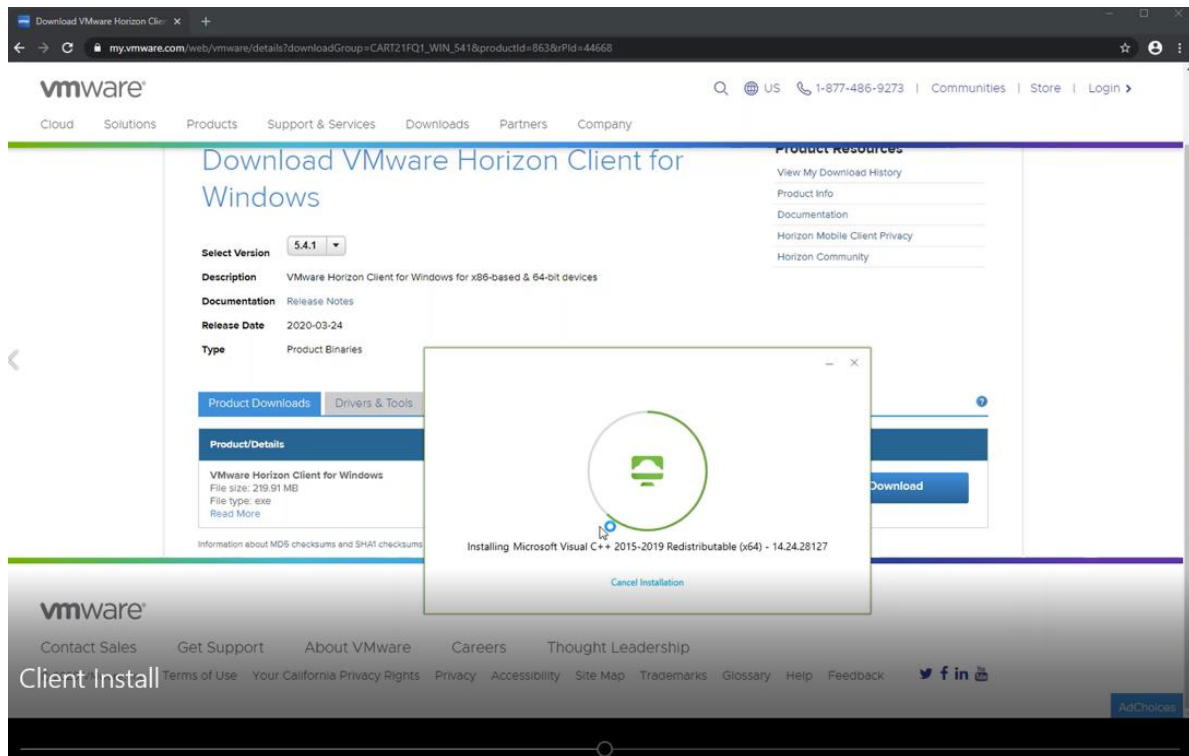 Download VMware Horizon Clie
my.vmware.com/web/vmware/details?downloadGroup=CART21FQ1_WIN_541&productId=863&rPId=44668
vmware
US 1-877-486-9273 | Communities | Store | Login
Cloud Solutions Products Support & Services Downloads Partners Company
Download VMware Horizon Client for
Windows
Product Resources
View My Download History
Product Info
Documentation
Horizon Mobile Client Privacy
Horizon Community
Select Version 5.4.1
Description VMware Horizon Client for Windows for x86-based & 64-bit devices
Documentation Release Notes
Release Date 2020-03-24
Type Product Binaries
Product Downloads Drivers & Tools
Product/Details
VMware Horizon Client for Windows
File size: 219.91 MB
File type: exe
Read More
Download
Information about MD5 checksums and SHA1 checksums
Installing Microsoft Visual C++ 2015-2019 Redistributable (x64) - 14.24.28127
Cancel Installation
vmware
Contact Sales Get Support About VMware Careers Thought Leadership
Client Install
Terms of Use Your California Privacy Rights Privacy Accessibility Site Map Trademarks Glossary Help Feedback
AdChoices